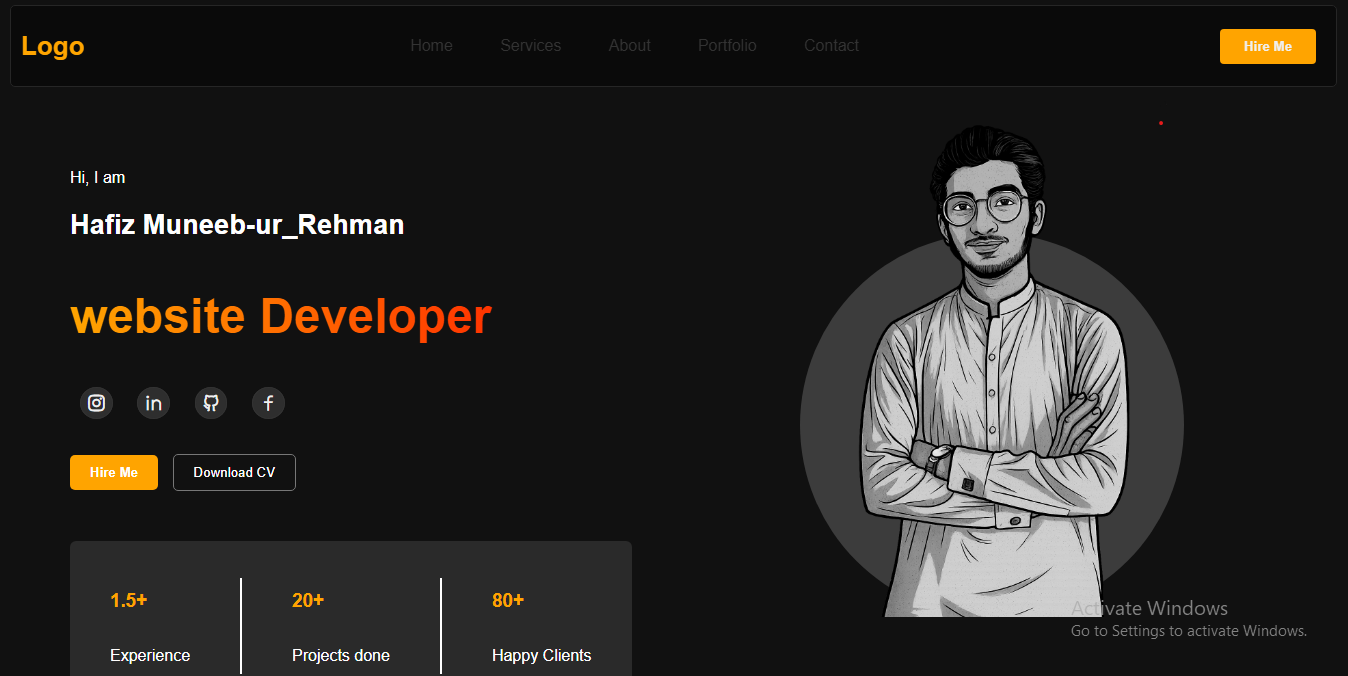 Logo
Home Services About Portfolio Contact
Hire Me
Hi, I am
Hafiz Muneeb-ur_Rehman
website Developer
in
f
Hire Me Download CV
1.5+ 20+ 80+
Experience Projects done Happy Clients
Activate Windows
Go to Settings to activate Windows.